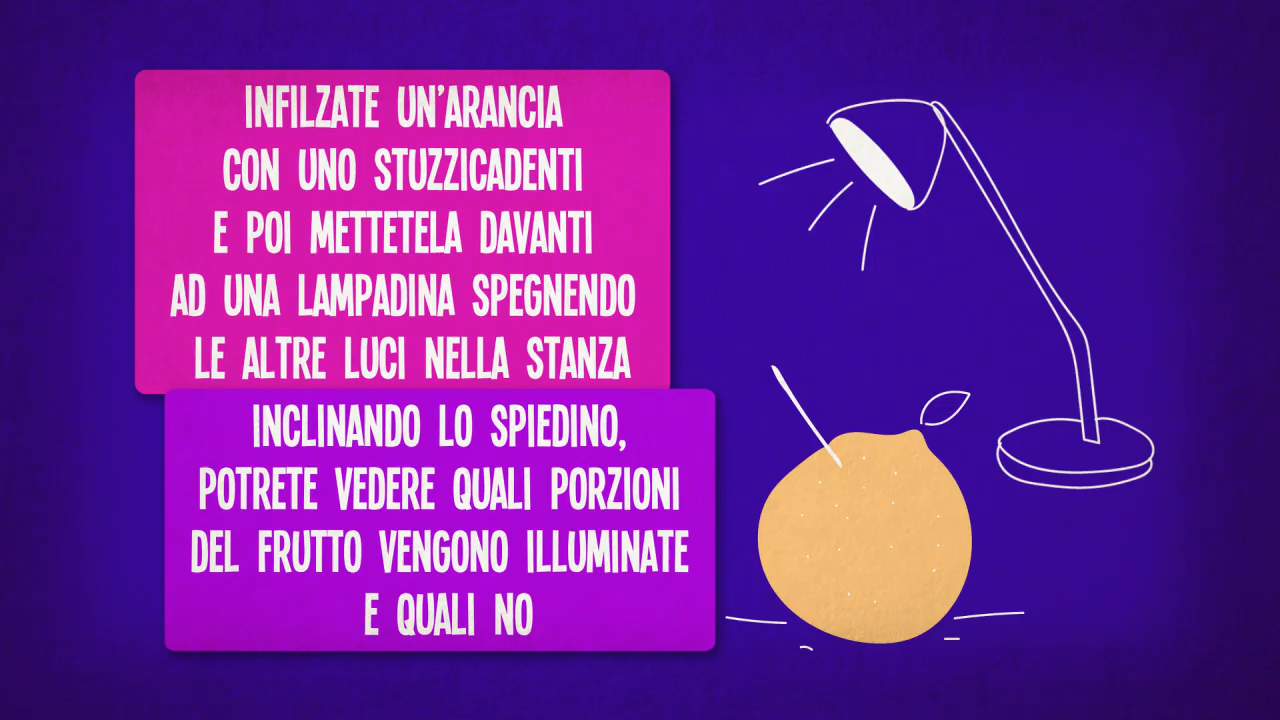 INFILZATE UN'ARANCIA
CON UNO STUZZICADENTI
E POI METTETELA DAVANTI
AD UNA LAMPADINA SPEGNENDO
LE ALTRE LUCI NELLA STANZA
INCLINANDO LO SPIEDINO,
POTRETE VEDERE QUALI PORZIONI
DEL FRUTTO VENGONO ILLUMINATE
E QUALI NO